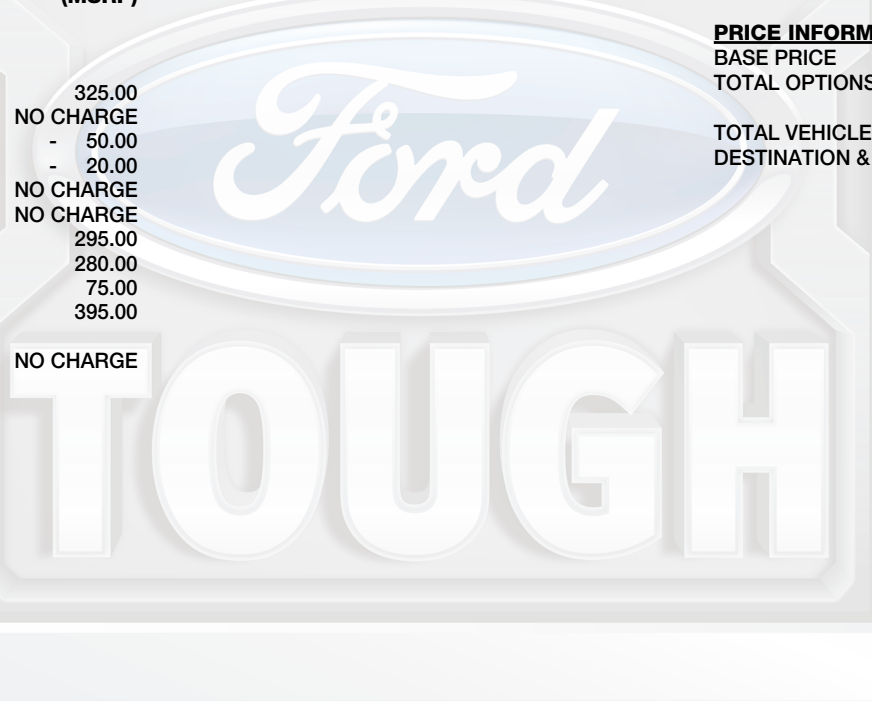 (MSRP)
325.00
NO CHARGE
- 50.00
- 20.00
NO CHARGE
NO CHARGE
295.00
280.00
75.00
395.00
NO CHARGE
PRICE INFORM
BASE PRICE
TOTAL OPTIONS
TOTAL VEHICLE
DESTINATION &
Ford
TOUGH